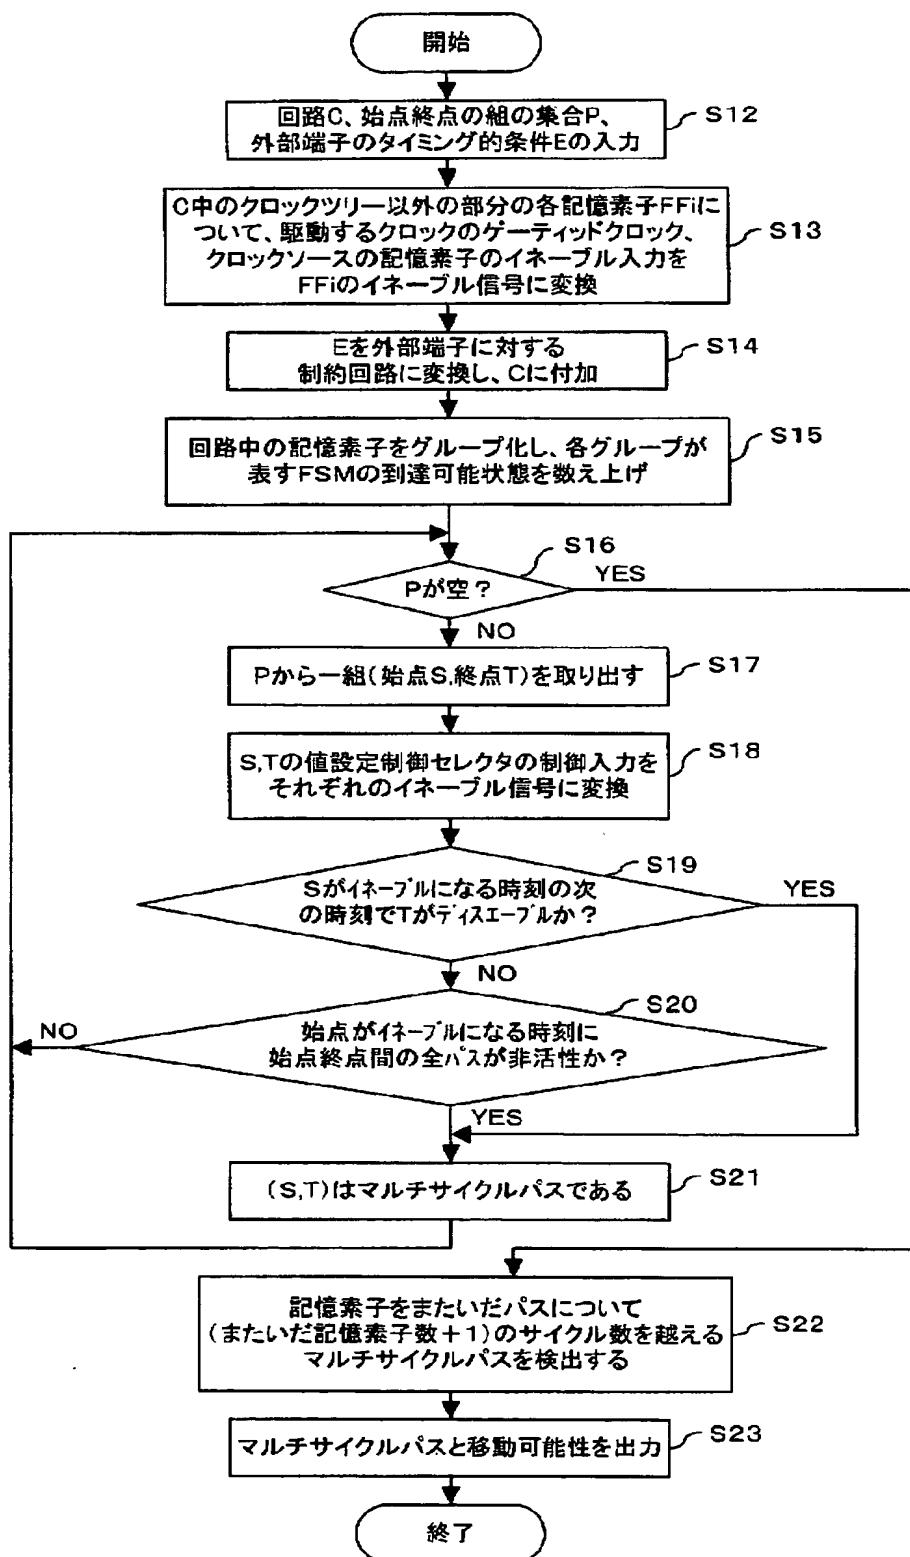 開始
回路C、始点終点の組の集合P、
外部端子のタイミング的条件Eの入力
S12
C中のクロックツリー以外の部分の各記憶素子FFiに
ついて、駆動するクロックのゲーティッドクロック、
クロックソースの記憶素子のイネーブル入力を
FFiのイネーブル信号に変換
S13
Eを外部端子に対する
制約回路に変換し、Cに付加
S14
回路中の記憶素子をグループ化し、各グループが
表すFSMの到達可能状態を数え上げ
S15
Pが空?
S16
YES
NO
Pから一組(始点S,終点T)を取り出す
S17
S,Tの値設定制御セレクタの制御入力を
それぞれのイネーブル信号に変換
S18
Sがイネーブルになる時刻の次
の時刻でTがディスエーブルか?
S19
YES
NO
始点がイネーブルになる時刻に
始点終点間の全パスが非活性か?
S20
NO
YES
(S,T)はマルチサイクルパスである
S21
記憶素子をまたいだパスについて
(またいだ記憶素子数+1)のサイクル数を越える
マルチサイクルパスを検出する
S22
マルチサイクルパスと移動可能性を出力
S23
終了